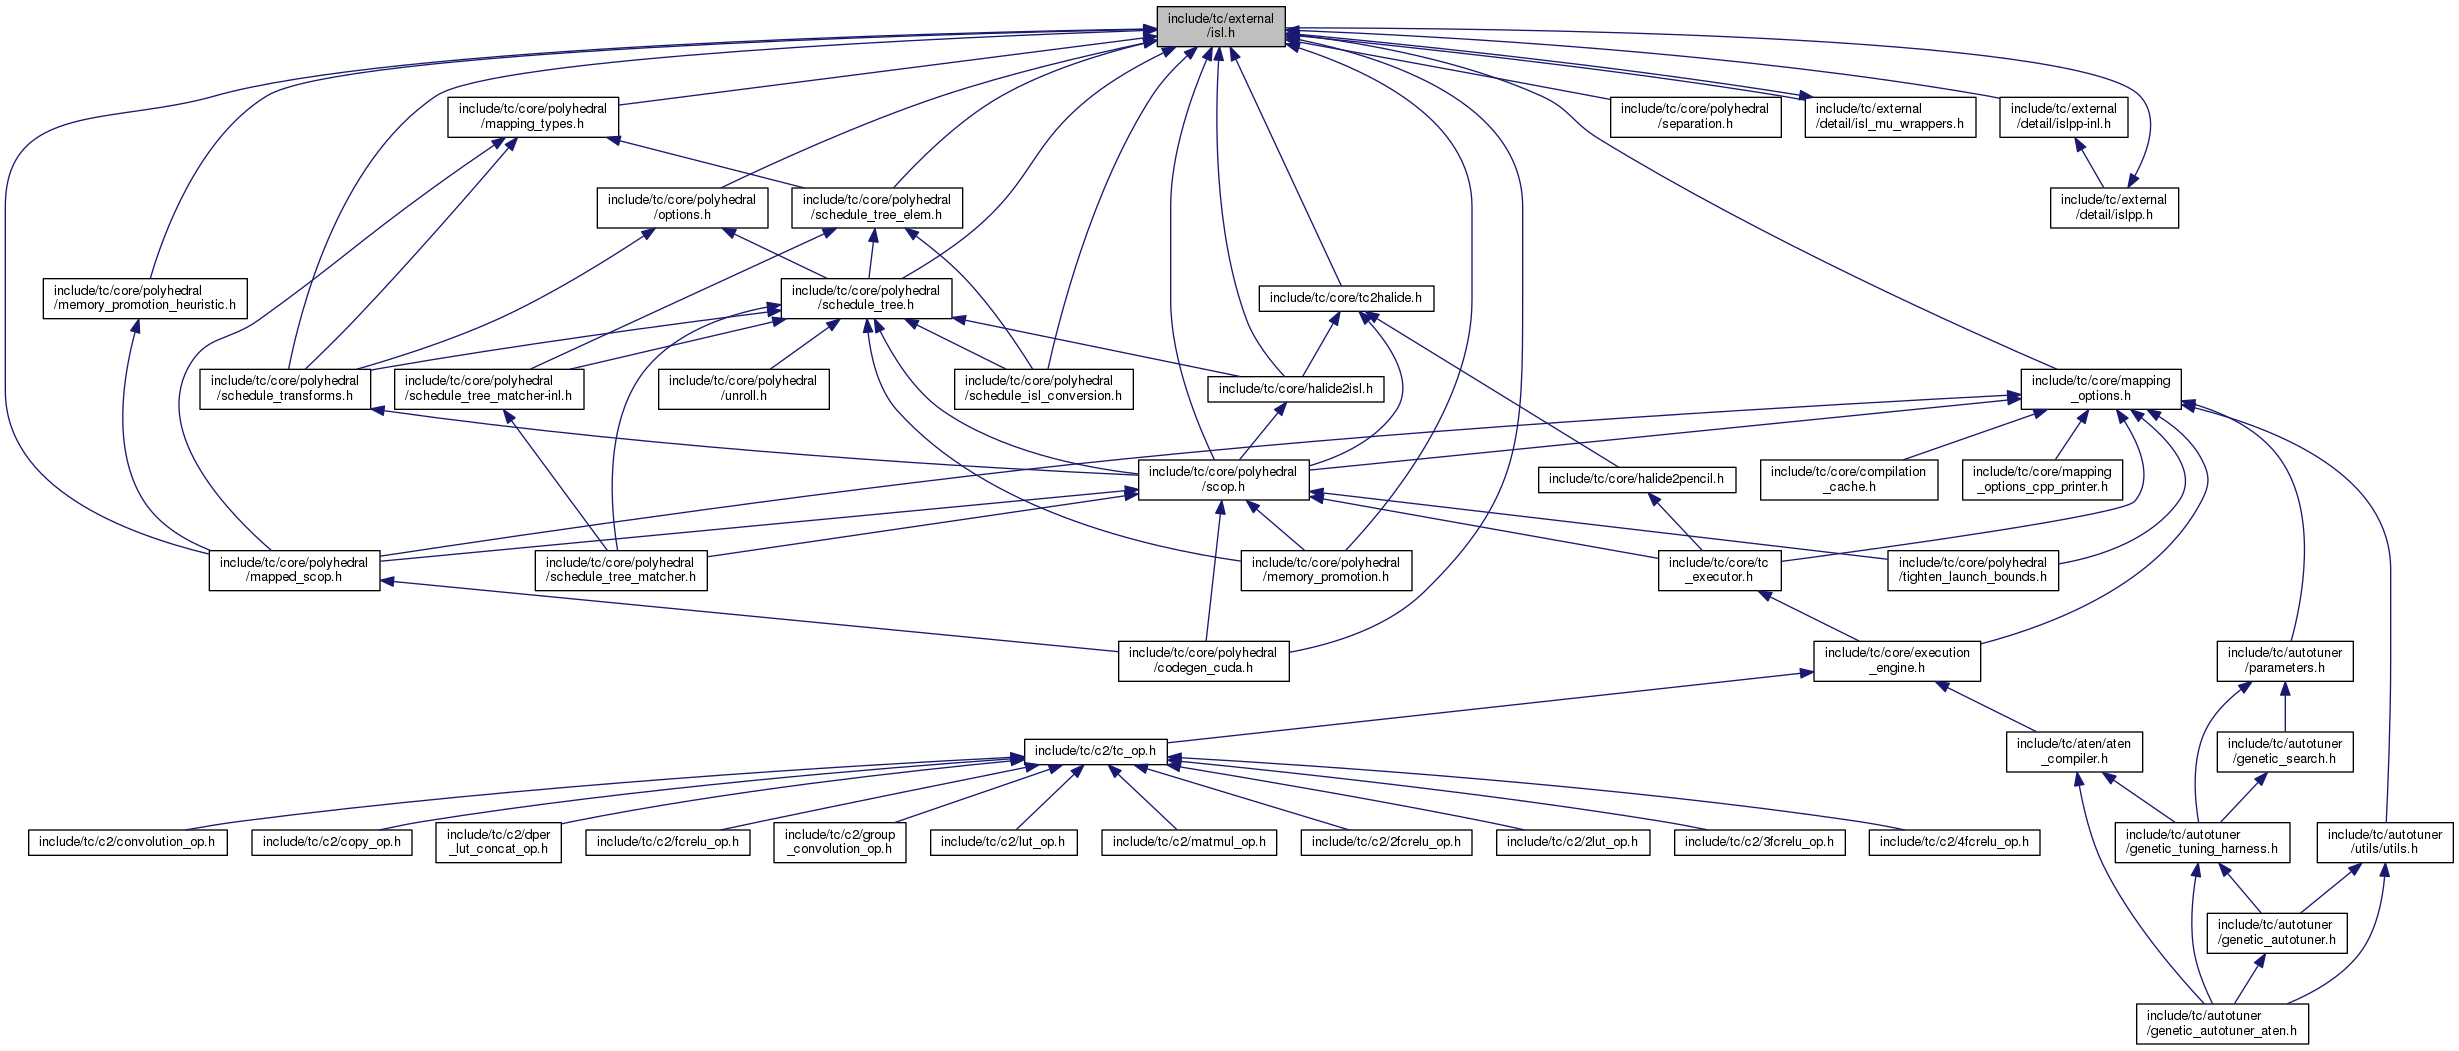 include/tc/external
/isl.h
include/tc/core/polyhedral
/mapping_types.h
include/tc/core/polyhedral
/separation.h
include/tc/external
/detail/isl_mu_wrappers.h
include/tc/external
/detail/islpp-inl.h
include/tc/core/polyhedral
/options.h
include/tc/core/polyhedral
/schedule_tree_elem.h
include/tc/external
/detail/islpp.h
include/tc/core/polyhedral
/memory_promotion_heuristic.h
include/tc/core/polyhedral
/schedule_tree.h
include/tc/core/tc2halide.h
include/tc/core/polyhedral
/schedule_transforms.h
include/tc/core/polyhedral
/schedule_tree_matcher-inl.h
include/tc/core/polyhedral
/unroll.h
include/tc/core/polyhedral
/schedule_isl_conversion.h
include/tc/core/halide2isl.h
include/tc/core/mapping
_options.h
include/tc/core/polyhedral
/scop.h
include/tc/core/halide2pencil.h
include/tc/core/compilation
_cache.h
include/tc/core/mapping
_options_cpp_printer.h
include/tc/core/polyhedral
/mapped_scop.h
include/tc/core/polyhedral
/schedule_tree_matcher.h
include/tc/core/polyhedral
/memory_promotion.h
include/tc/core/tc
_executor.h
include/tc/core/polyhedral
/tighten_launch_bounds.h
include/tc/core/polyhedral
/codegen_cuda.h
include/tc/core/execution
_engine.h
include/tc/autotuner
/parameters.h
include/tc/c2/tc_op.h
include/tc/aten/aten
_compiler.h
include/tc/autotuner
/genetic_search.h
include/tc/c2/convolution_op.h
include/tc/c2/copy_op.h
include/tc/c2/dper
_lut_concat_op.h
include/tc/c2/fcrelu_op.h
include/tc/c2/group
_convolution_op.h
include/tc/c2/lut_op.h
include/tc/c2/matmul_op.h
include/tc/c2/2fcrelu_op.h
include/tc/c2/2lut_op.h
include/tc/c2/3fcrelu_op.h
include/tc/c2/4fcrelu_op.h
include/tc/autotuner
/genetic_tuning_harness.h
include/tc/autotuner
/utils/utils.h
include/tc/autotuner
/genetic_autotuner.h
include/tc/autotuner
/genetic_autotuner_aten.h